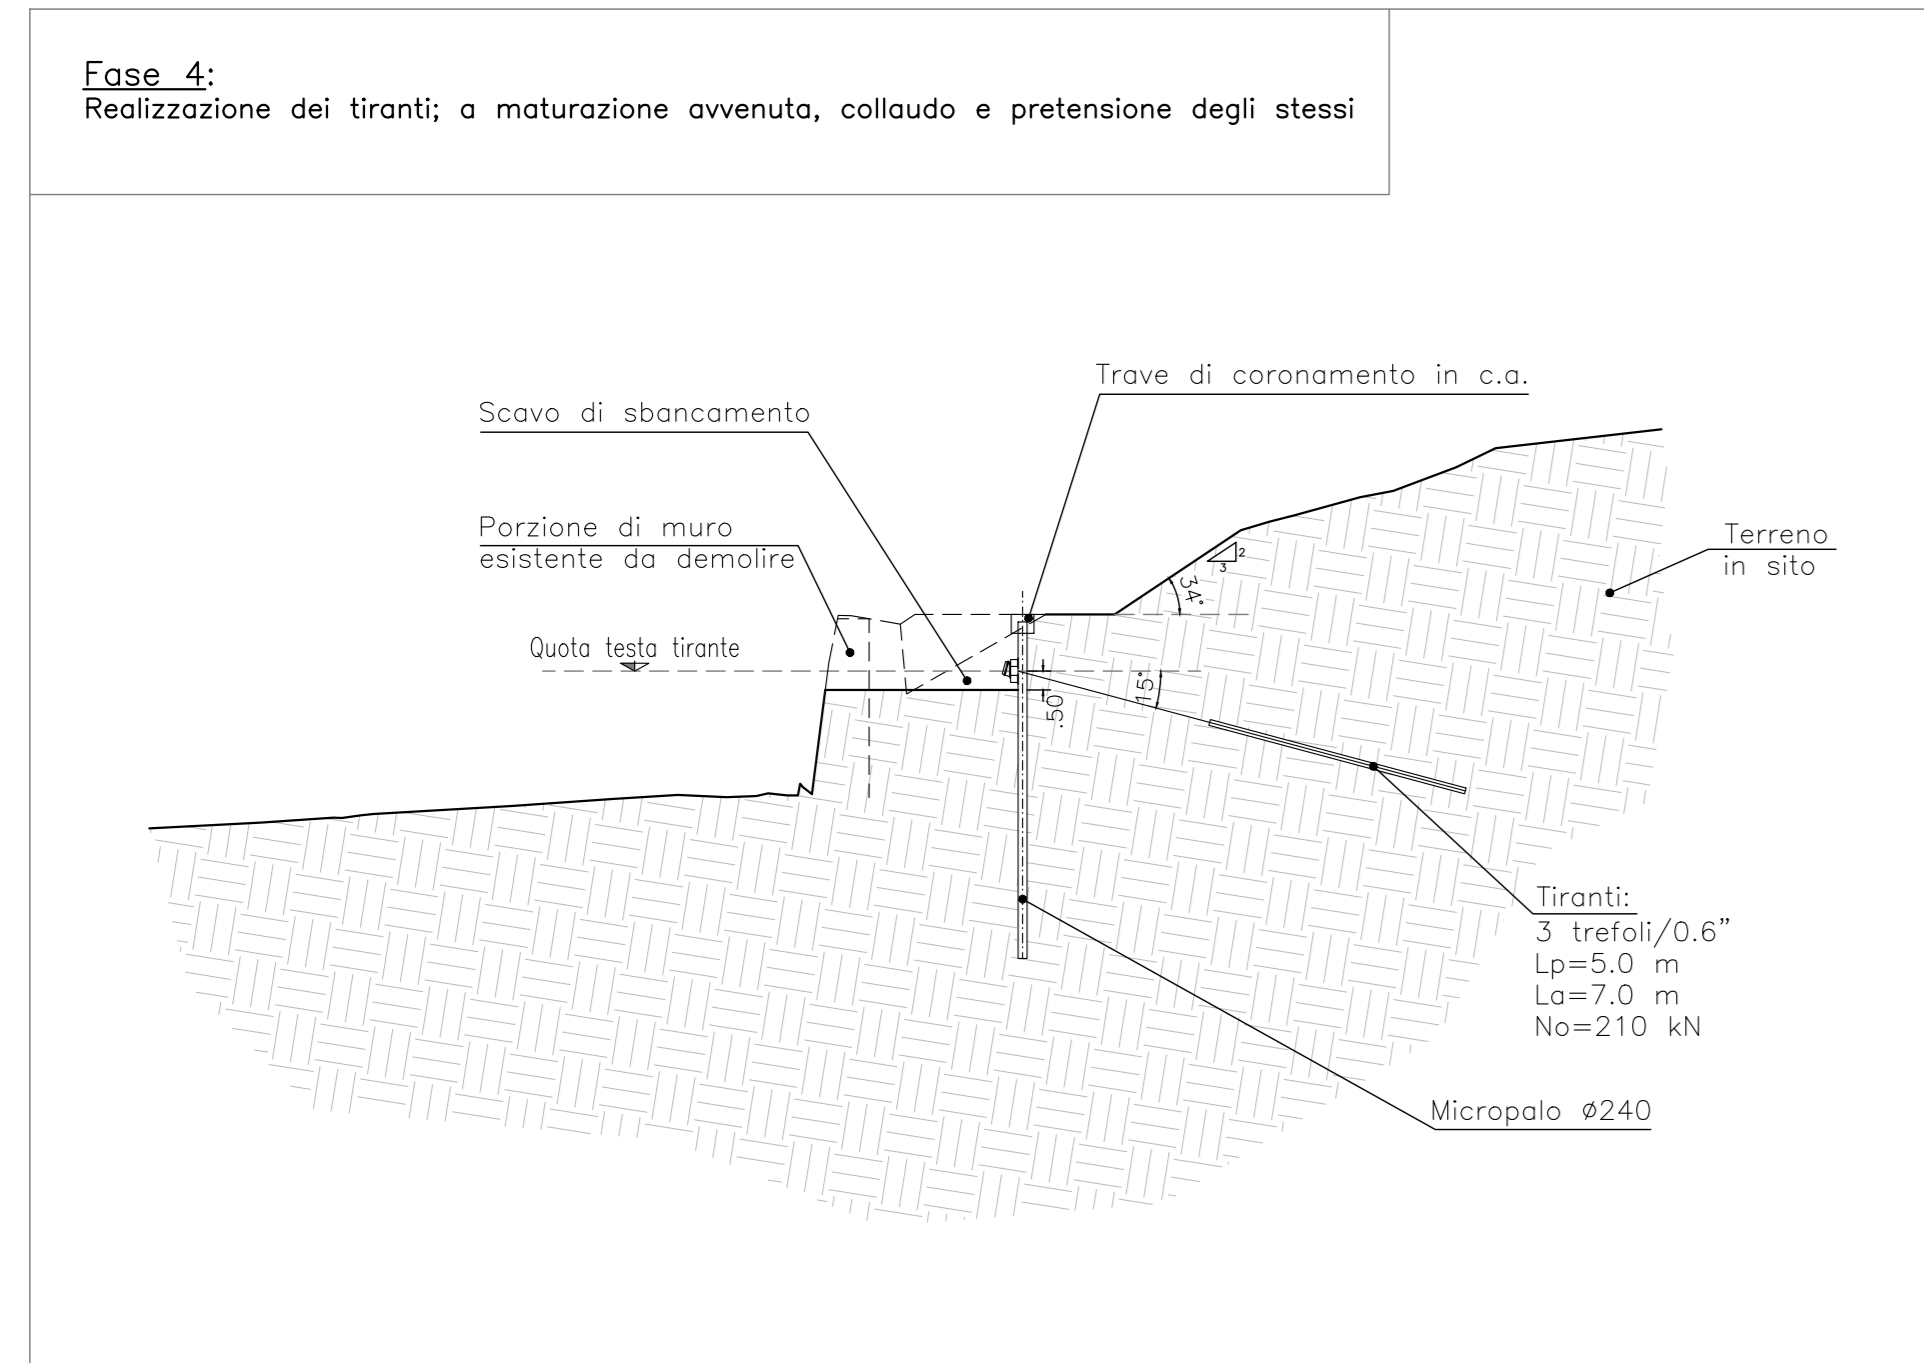 Fase 4:
Realizzazione dei tiranti; a maturazione avvenuta, collaudo e pretensione degli stessi
Trave di coronamento in c.a.
Scavo di sbancamento
Porzione di muro
esistente da demolire
Terreno
in sito
2
3
34°
Quota testa tirante
15°
.50
Tiranti:
3 trefoli/0.6”
Lp=5.0 m
La=7.0 m
No=210 kN
Micropalo ø240